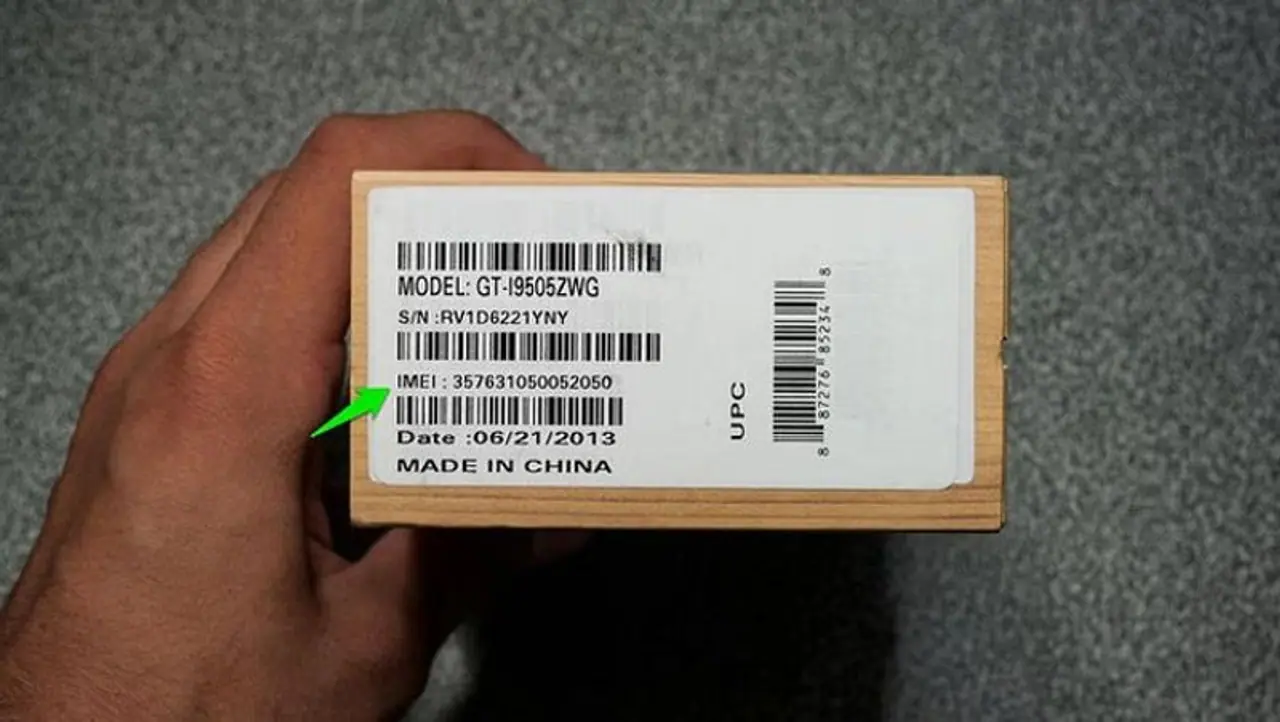 MODEL: GT-I9505ZWG
S/N :RV1D6221YNY
IMEI : 357631050052050
Date :06/21/2013
MADE IN CHINA
UPC
8 87276 85234 8